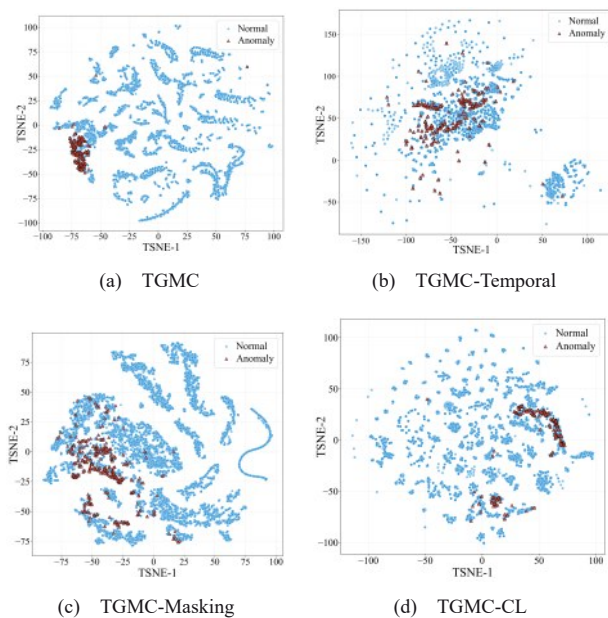 Normal
Anomaly
100
75
50
25
0
−25
−50
−75
−100
TSNE-2
−100 −75 −50 −25 0 25 50 75 100
TSNE-1
(a) TGMC
Normal
Anomaly
150
100
50
0
−50
TSNE-2
−150 −100 −50 0 50 100
TSNE-1
(b) TGMC-Temporal
Normal
Anomaly
75
50
25
0
−25
−50
−75
TSNE-2
−75 −50 −25 0 25 50 75 100
TSNE-1
(c) TGMC-Masking
Normal
Anomaly
100
50
0
−50
−100
TSNE-2
−100 −50 0 50 100
TSNE-1
(d) TGMC-CL